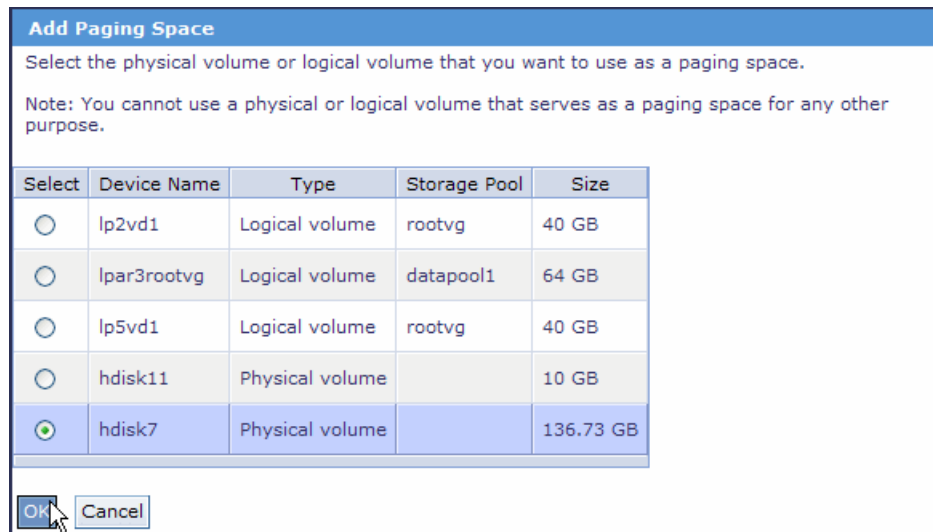 Add Paging Space
Select the physical volume or logical volume that you want to use as a paging space.
Note: You cannot use a physical or logical volume that serves as a paging space for any other
purpose.
Select Device Name Type Storage Pool Size
lp2vd1 Logical volume rootvg 40 GB
lpar3rootvg Logical volume datapool1 64 GB
lp5vd1 Logical volume rootvg 40 GB
hdisk11 Physical volume 10 GB
hdisk7 Physical volume 136.73 GB
OK Cancel